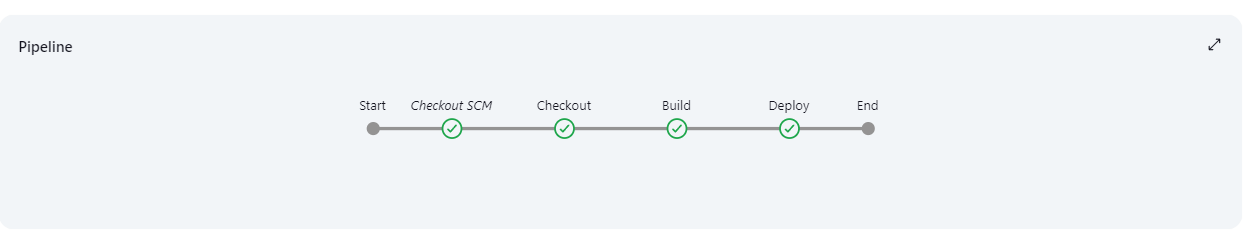 Pipeline
Start Checkout SCM Checkout Build Deploy End